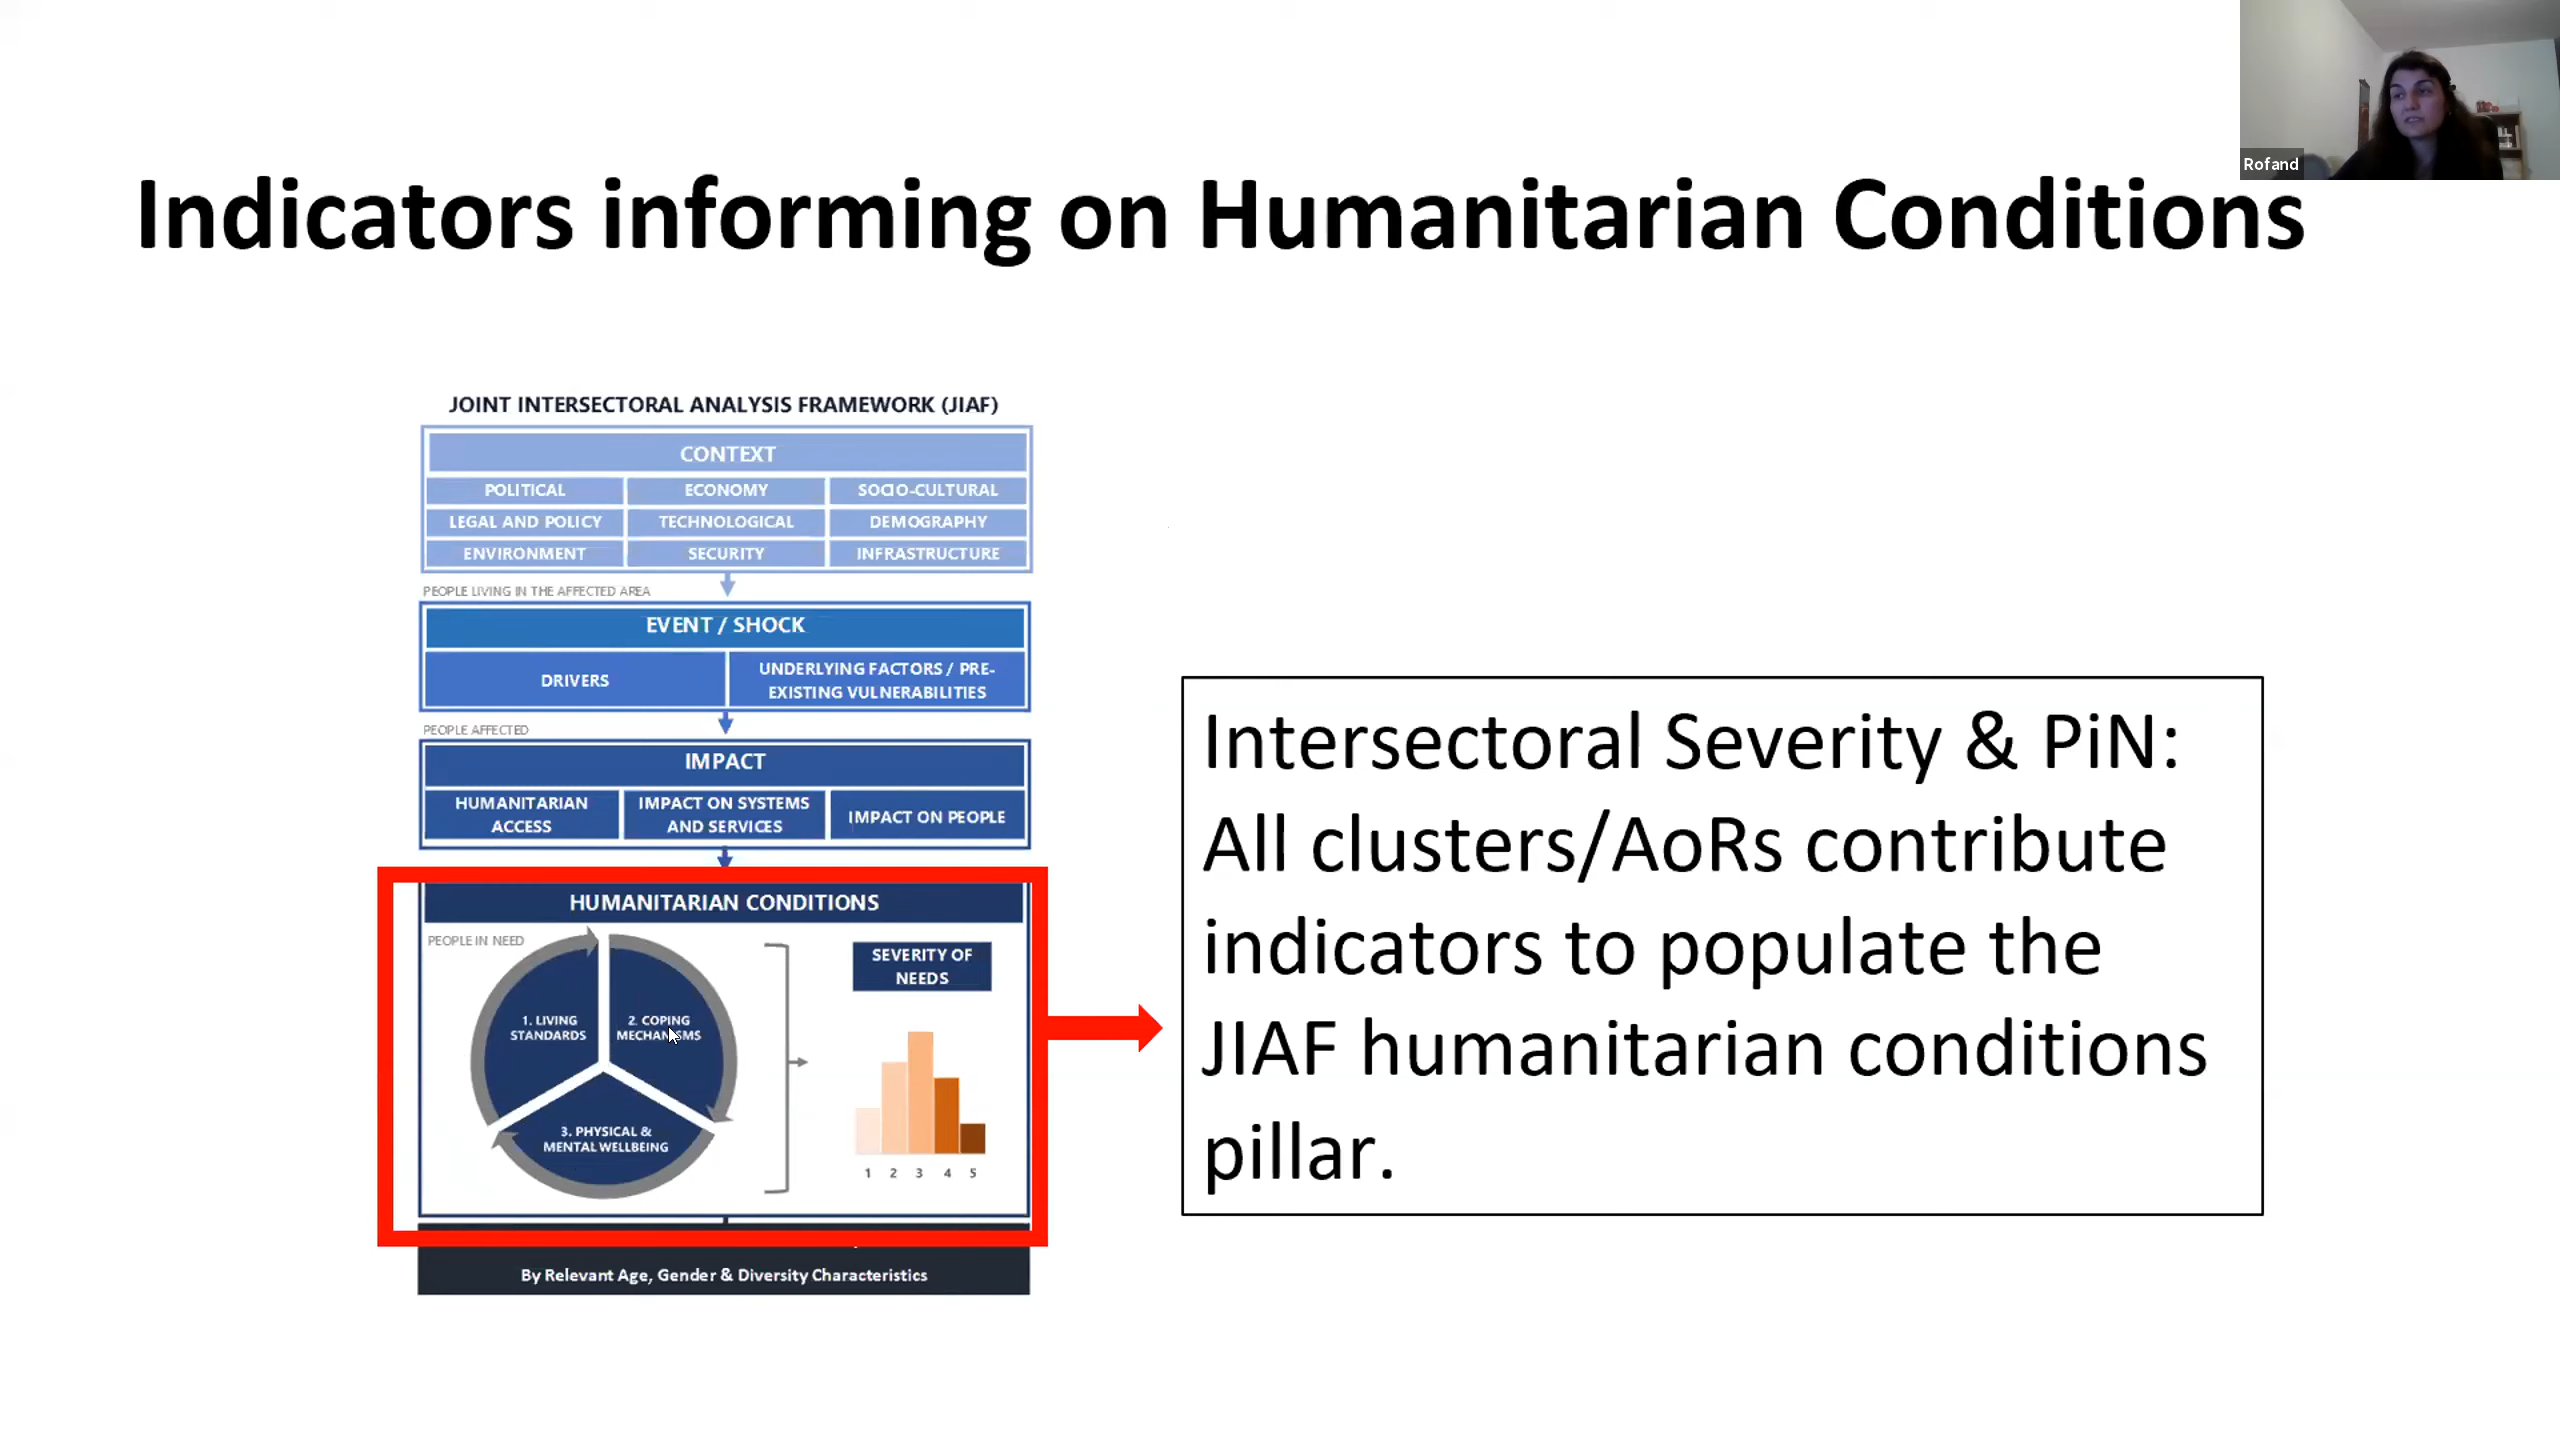 Rofand
Indicators informing on Humanitarian Conditions
JOINT INTERSECTORAL ANALYSIS FRAMEWORK (JIAF)
CONTEXT
POLITICAL
ECONOMY
SOCIO-CULTURAL
LEGAL AND POLICY
TECHNOLOGICAL
DEMOGRAPHY
ENVIRONMENT
SECURITY
INFRASTRUCTURE
PEOPLE LIVING IN THE AFFECTED AREA
EVENT / SHOCK
DRIVERS
UNDERLYING FACTORS / PRE-
EXISTING VULNERABILITIES
PEOPLE AFFECTED
IMPACT
HUMANITARIAN
ACCESS
IMPACT ON SYSTEMS
AND SERVICES
IMPACT ON PEOPLE
HUMANITARIAN CONDITIONS
PEOPLE IN NEED
1. LIVING
STANDARDS
2. COPING
MECHANISMS
3. PHYSICAL &
MENTAL WELLBEING
SEVERITY OF
NEEDS
1 2 3 4 5
By Relevant Age, Gender & Diversity Characteristics
Intersectoral Severity & PiN:
All clusters/AoRs contribute
indicators to populate the
JIAF humanitarian conditions
pillar.